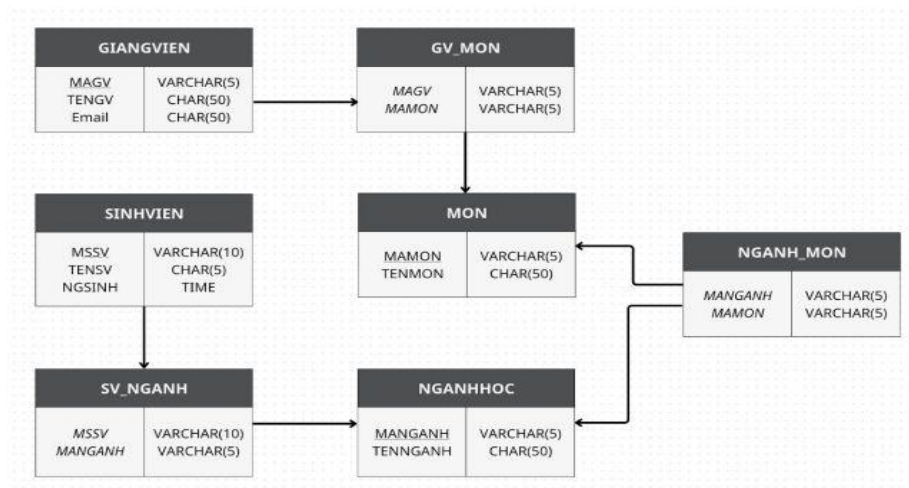 GIANGVIEN
MAGV VARCHAR(5)
TENGV CHAR(50)
Email CHAR(50)
GV_MON
MAGV VARCHAR(5)
MAMON VARCHAR(5)
SINHVIEN
MSSV VARCHAR(10)
TENSV CHAR(5)
NGSINH TIME
MON
MAMON VARCHAR(5)
TENMON CHAR(50)
NGANH_MON
MANGANH VARCHAR(5)
MAMON VARCHAR(5)
SV_NGANH
MSSV VARCHAR(10)
MANGANH VARCHAR(5)
NGANHHOC
MANGANH VARCHAR(5)
TENNGANH CHAR(50)